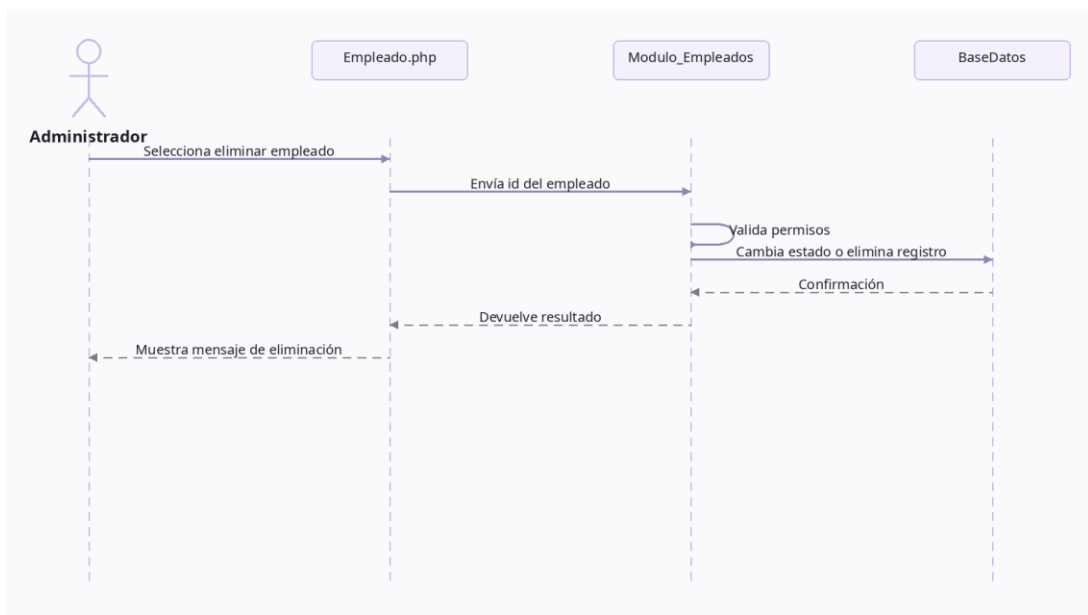 Empleado.php
Modulo_Empleados
BaseDatos
Administrador
Selecciona eliminar empleado
Envía id del empleado
Valida permisos
Cambia estado o elimina registro
Confirmación
Devuelve resultado
Muestra mensaje de eliminación